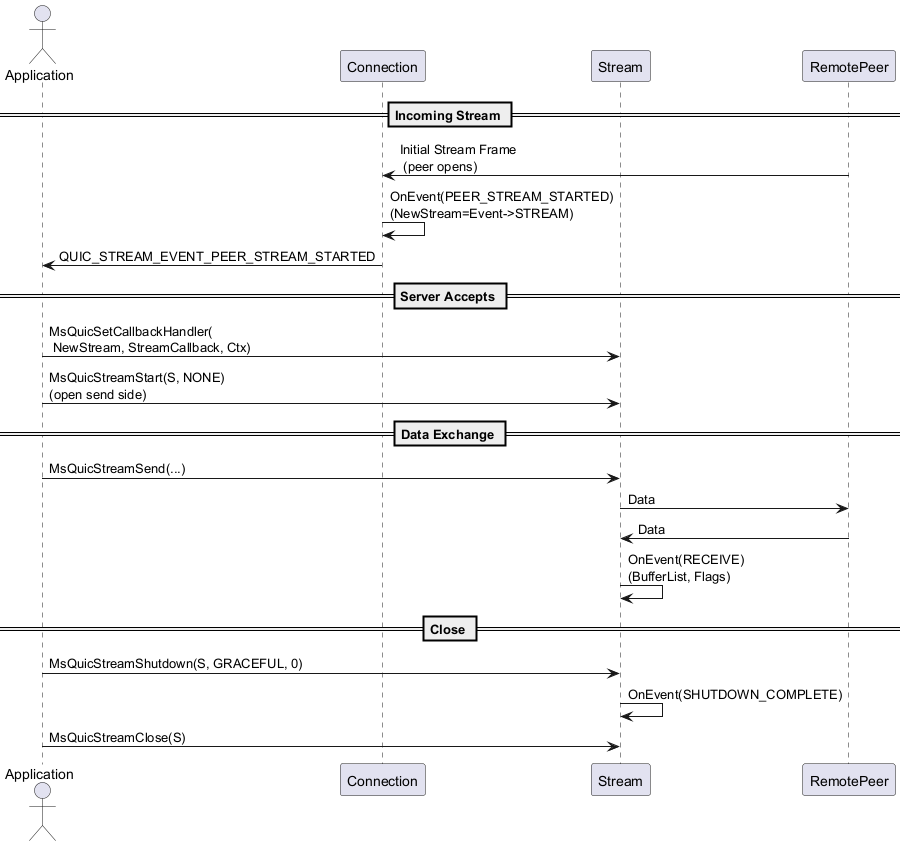 Application
Connection
Stream
RemotePeer
Incoming Stream
Initial Stream Frame
(peer opens)
OnEvent(PEER_STREAM_STARTED)
(NewStream=Event->STREAM)
QUIC_STREAM_EVENT_PEER_STREAM_STARTED
Server Accepts
MsQuicSetCallbackHandler(
NewStream, StreamCallback, Ctx)
MsQuicStreamStart(S, NONE)
(open send side)
Data Exchange
MsQuicStreamSend(...)
Data
Data
OnEvent(RECEIVE)
(BufferList, Flags)
Close
MsQuicStreamShutdown(S, GRACEFUL, 0)
OnEvent(SHUTDOWN_COMPLETE)
MsQuicStreamClose(S)
Application
Connection
Stream
RemotePeer